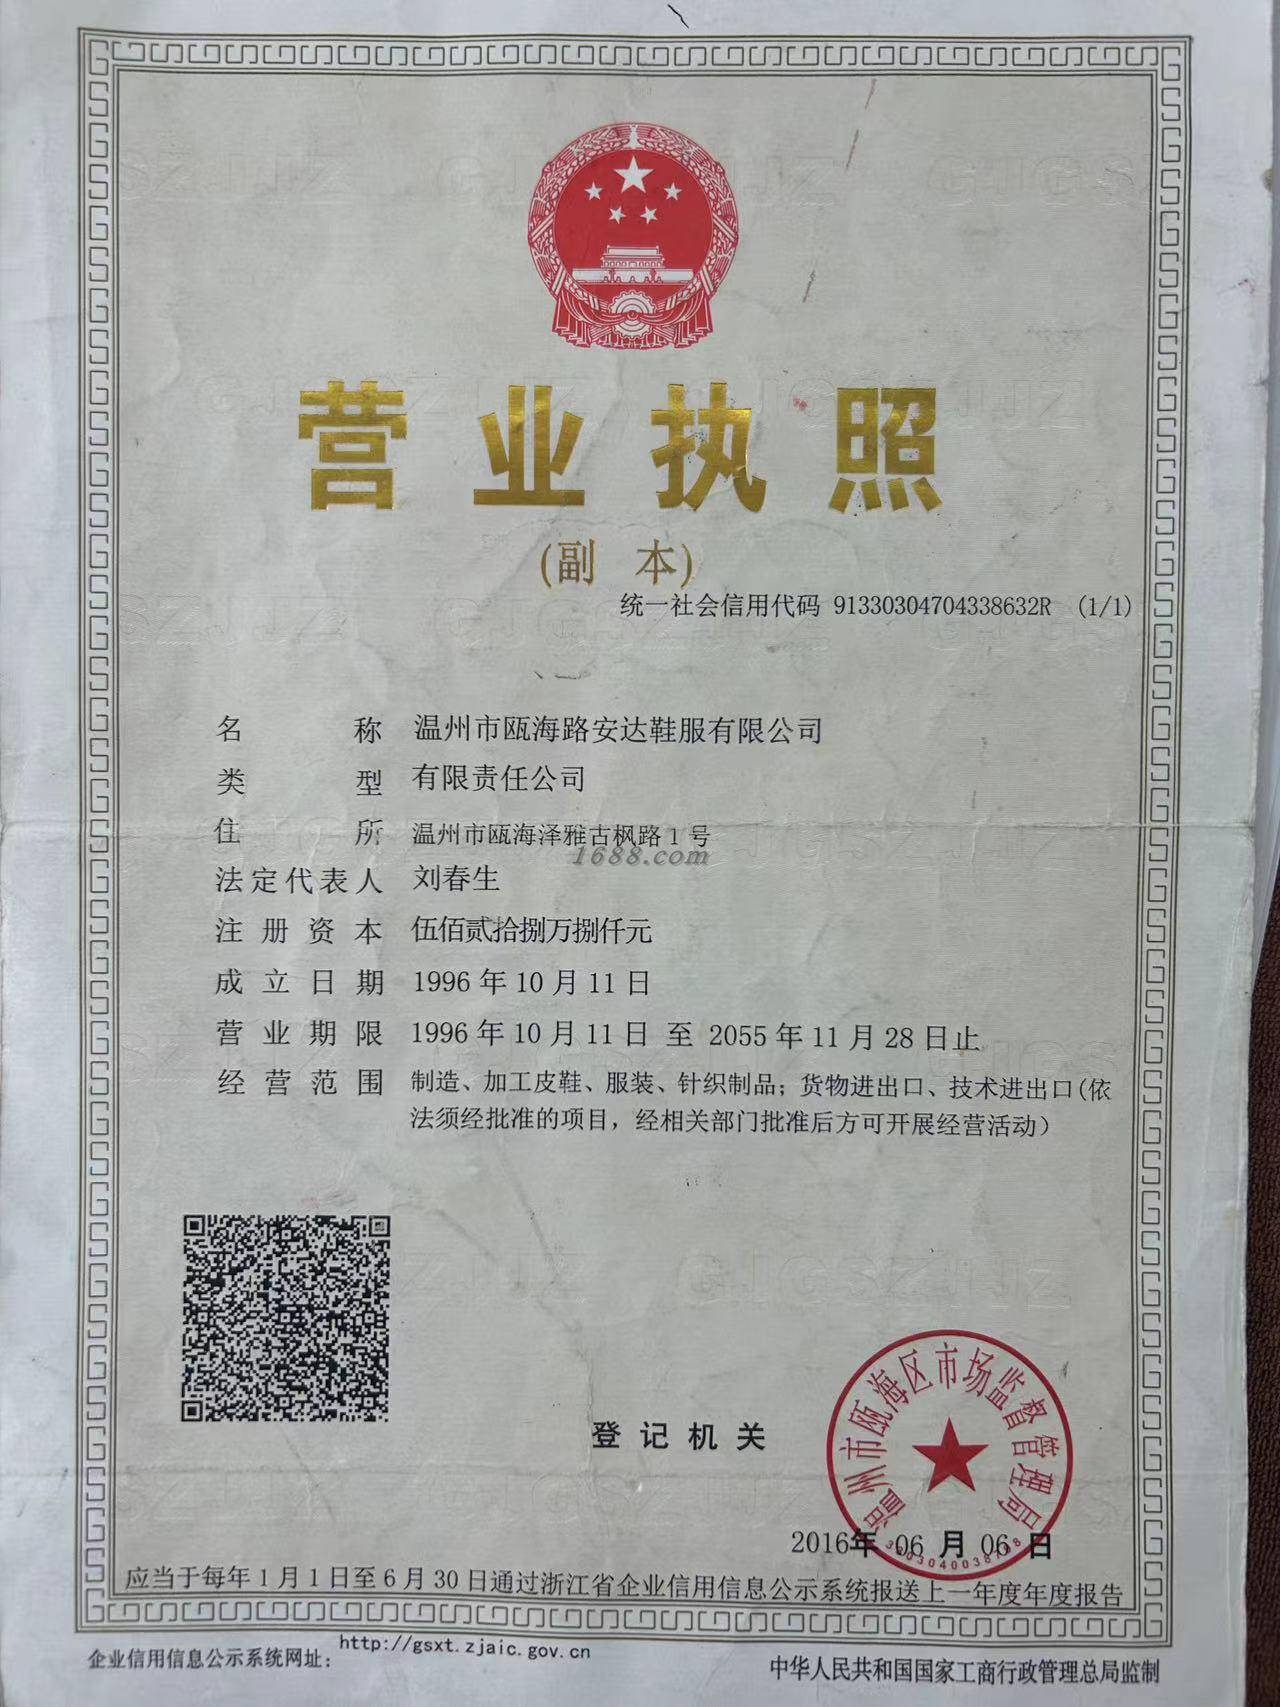 营业执照
(副 本)
统一社会信用代码 91330304704338632R (1/1)
名称 温州市瓯海路安达鞋服有限公司
类型 有限责任公司
住所 温州市瓯海泽雅古枫路1号
1688.com
法定代表人 刘春生
注册资本 伍佰贰拾捌万捌仟元
成立日期 1996年10月11日
营业期限 1996年10月11日 至 2055年11月28日止
经营范围 制造、加工皮鞋、服装、针织制品；货物进出口、技术进出口(依
法须经批准的项目，经相关部门批准后方可开展经营活动）
登记机关
温州市瓯海区市场监督管理局
2016年 06 月 06 日
应当于每年1月1日至6月30日通过浙江省企业信用信息公示系统报送上一年度年度报告
企业信用信息公示系统网址： http://gsxt.zjaic.gov.cn
中华人民共和国国家工商行政管理总局监制